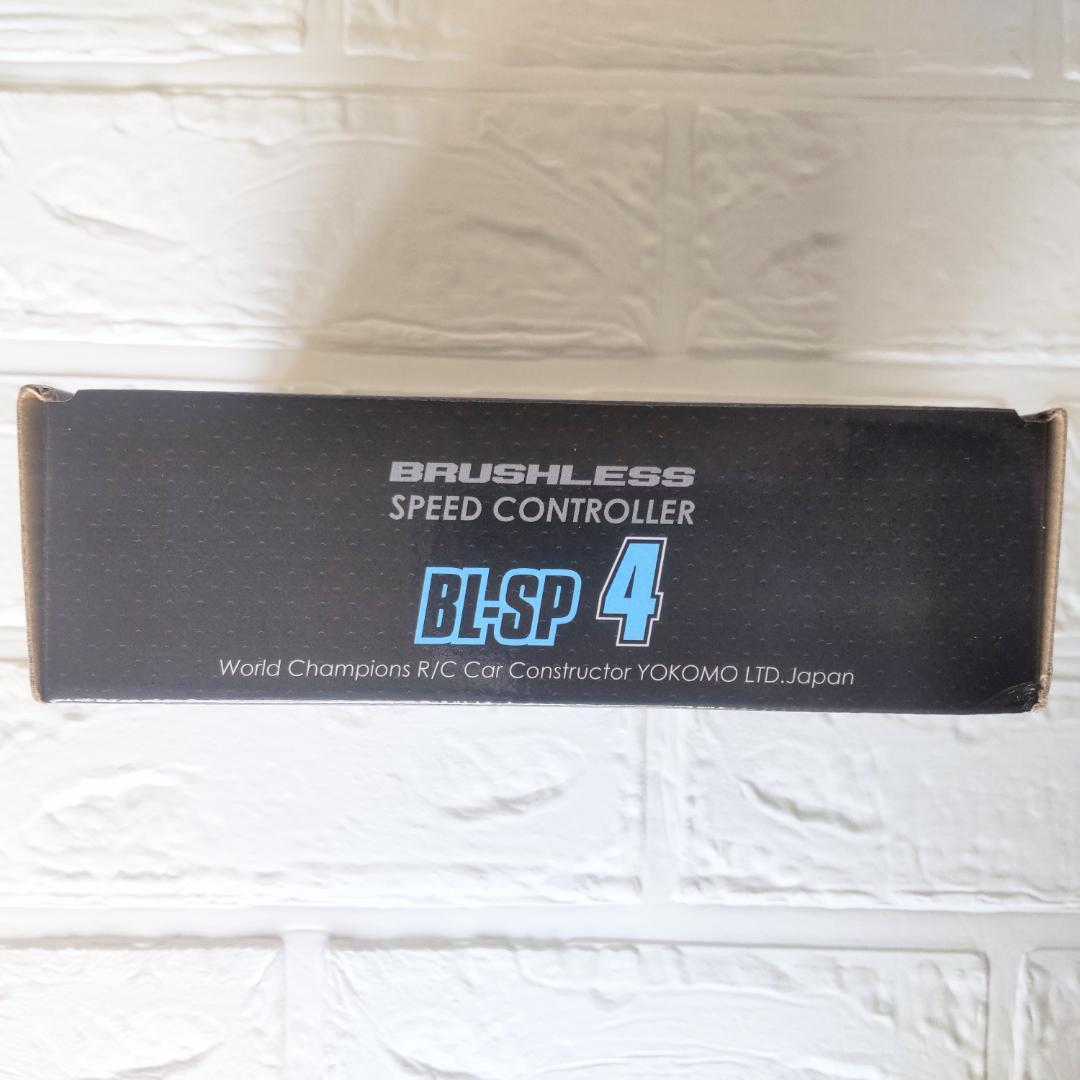 BRUSHLESS
SPEED CONTROLLER
BL-SP 4
World Champions R/C Car Constructor YOKOMO LTD.Japan